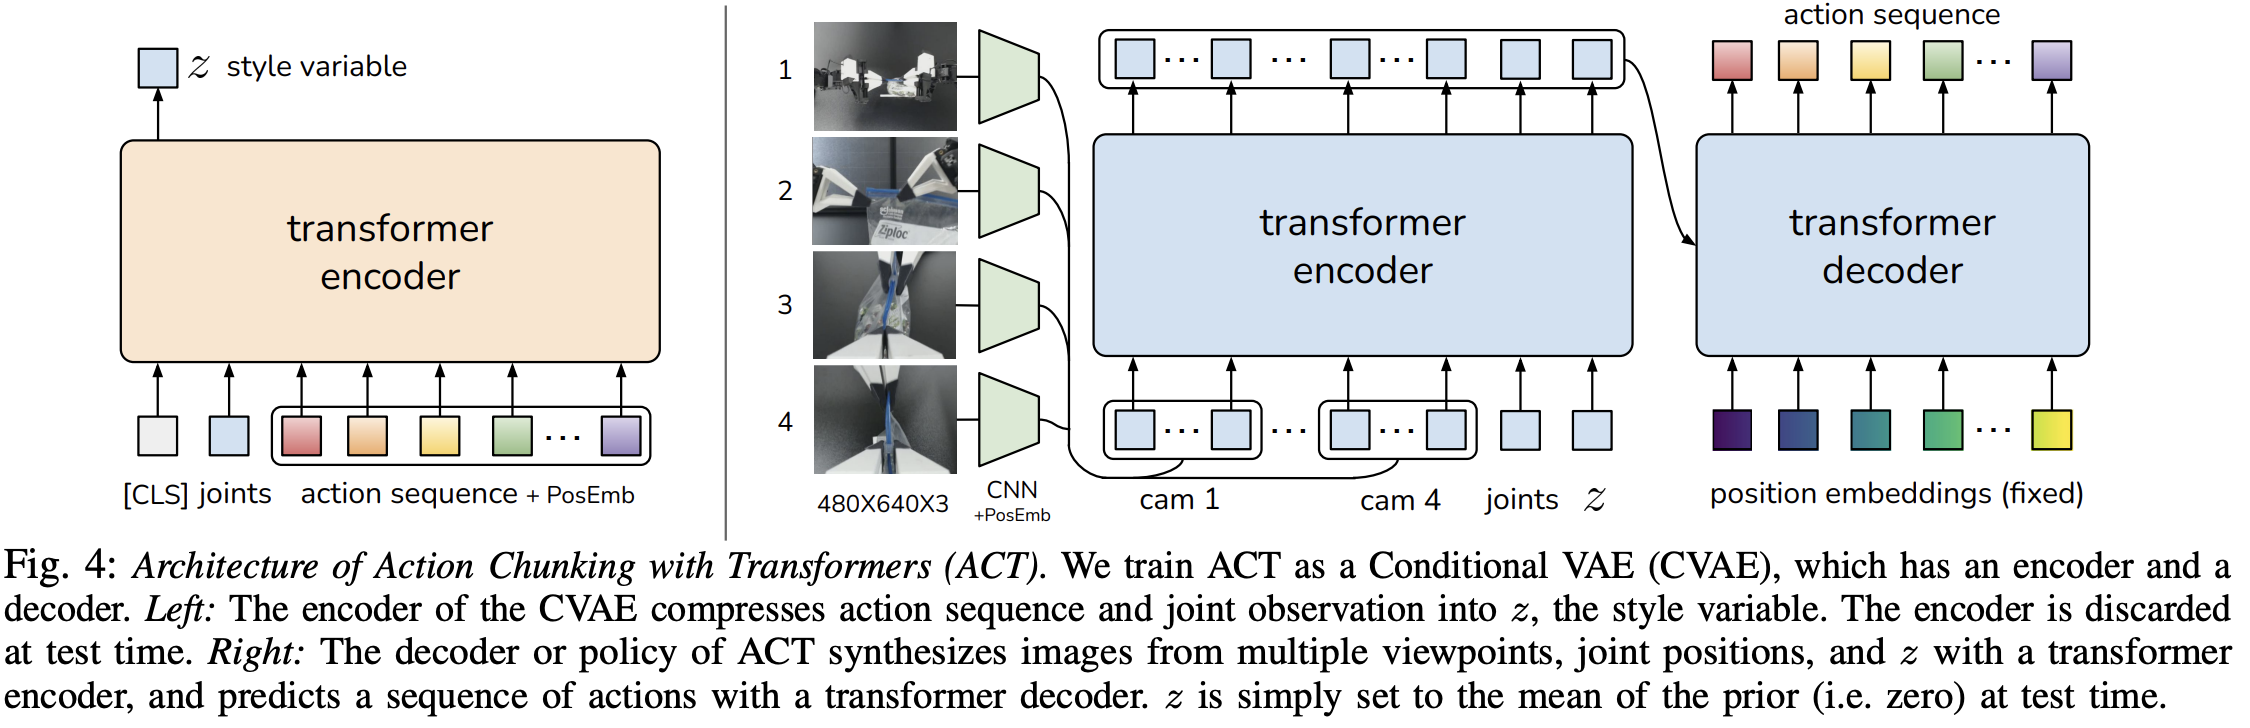 z style variable
transformer
encoder
[CLS] joints action sequence + PosEmb
1
2
3
4
Ziploc
480X640X3
CNN
+PosEmb
transformer
encoder
cam 1 cam 4 joints z
action sequence
transformer
decoder
position embeddings (fixed)
Fig. 4: Architecture of Action Chunking with Transformers (ACT). We train ACT as a Conditional VAE (CVAE), which has an encoder and a
decoder. Left: The encoder of the CVAE compresses action sequence and joint observation into z, the style variable. The encoder is discarded
at test time. Right: The decoder or policy of ACT synthesizes images from multiple viewpoints, joint positions, and z with a transformer
encoder, and predicts a sequence of actions with a transformer decoder. z is simply set to the mean of the prior (i.e. zero) at test time.